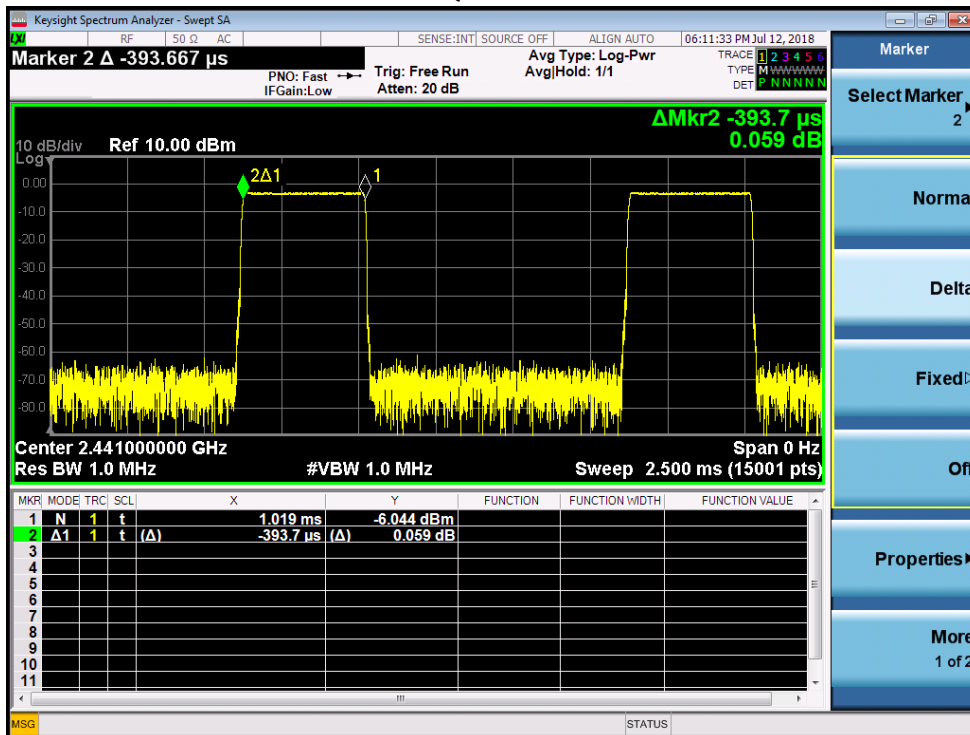 Keysight Spectrum Analyzer - Swept SA
LXI RF 50 Ω AC SENSE:INT SOURCE OFF ALIGN AUTO 06:11:33 PM Jul 12, 2018
Marker 2 Δ -393.667 µs
PNO: Fast
IFGain:Low
Trig: Free Run
Atten: 20 dB
Avg Type: Log-Pwr
Avg|Hold: 1/1
TRACE 1 2 3 4 5 6
TYPE M WWWWW
DET P N N N N N
ΔMkr2 -393.7 µs
0.059 dB
10 dB/div Ref 10.00 dBm
Log
2Δ1
1
0.00
-10.0
-20.0
-30.0
-40.0
-50.0
-60.0
-70.0
-80.0
Center 2.441000000 GHz Span 0 Hz
Res BW 1.0 MHz #VBW 1.0 MHz Sweep 2.500 ms (15001 pts)
MKR MODE TRC SCL X Y FUNCTION FUNCTION WIDTH FUNCTION VALUE
1 N 1 t 1.019 ms -6.044 dBm
2 Δ1 1 t (Δ) -393.7 µs (Δ) 0.059 dB
3
4
5
6
7
8
9
10
11
MSG STATUS
Marker
Select Marker
2
Norma
Delta
Fixed
Of
Properties
More
1 of 2